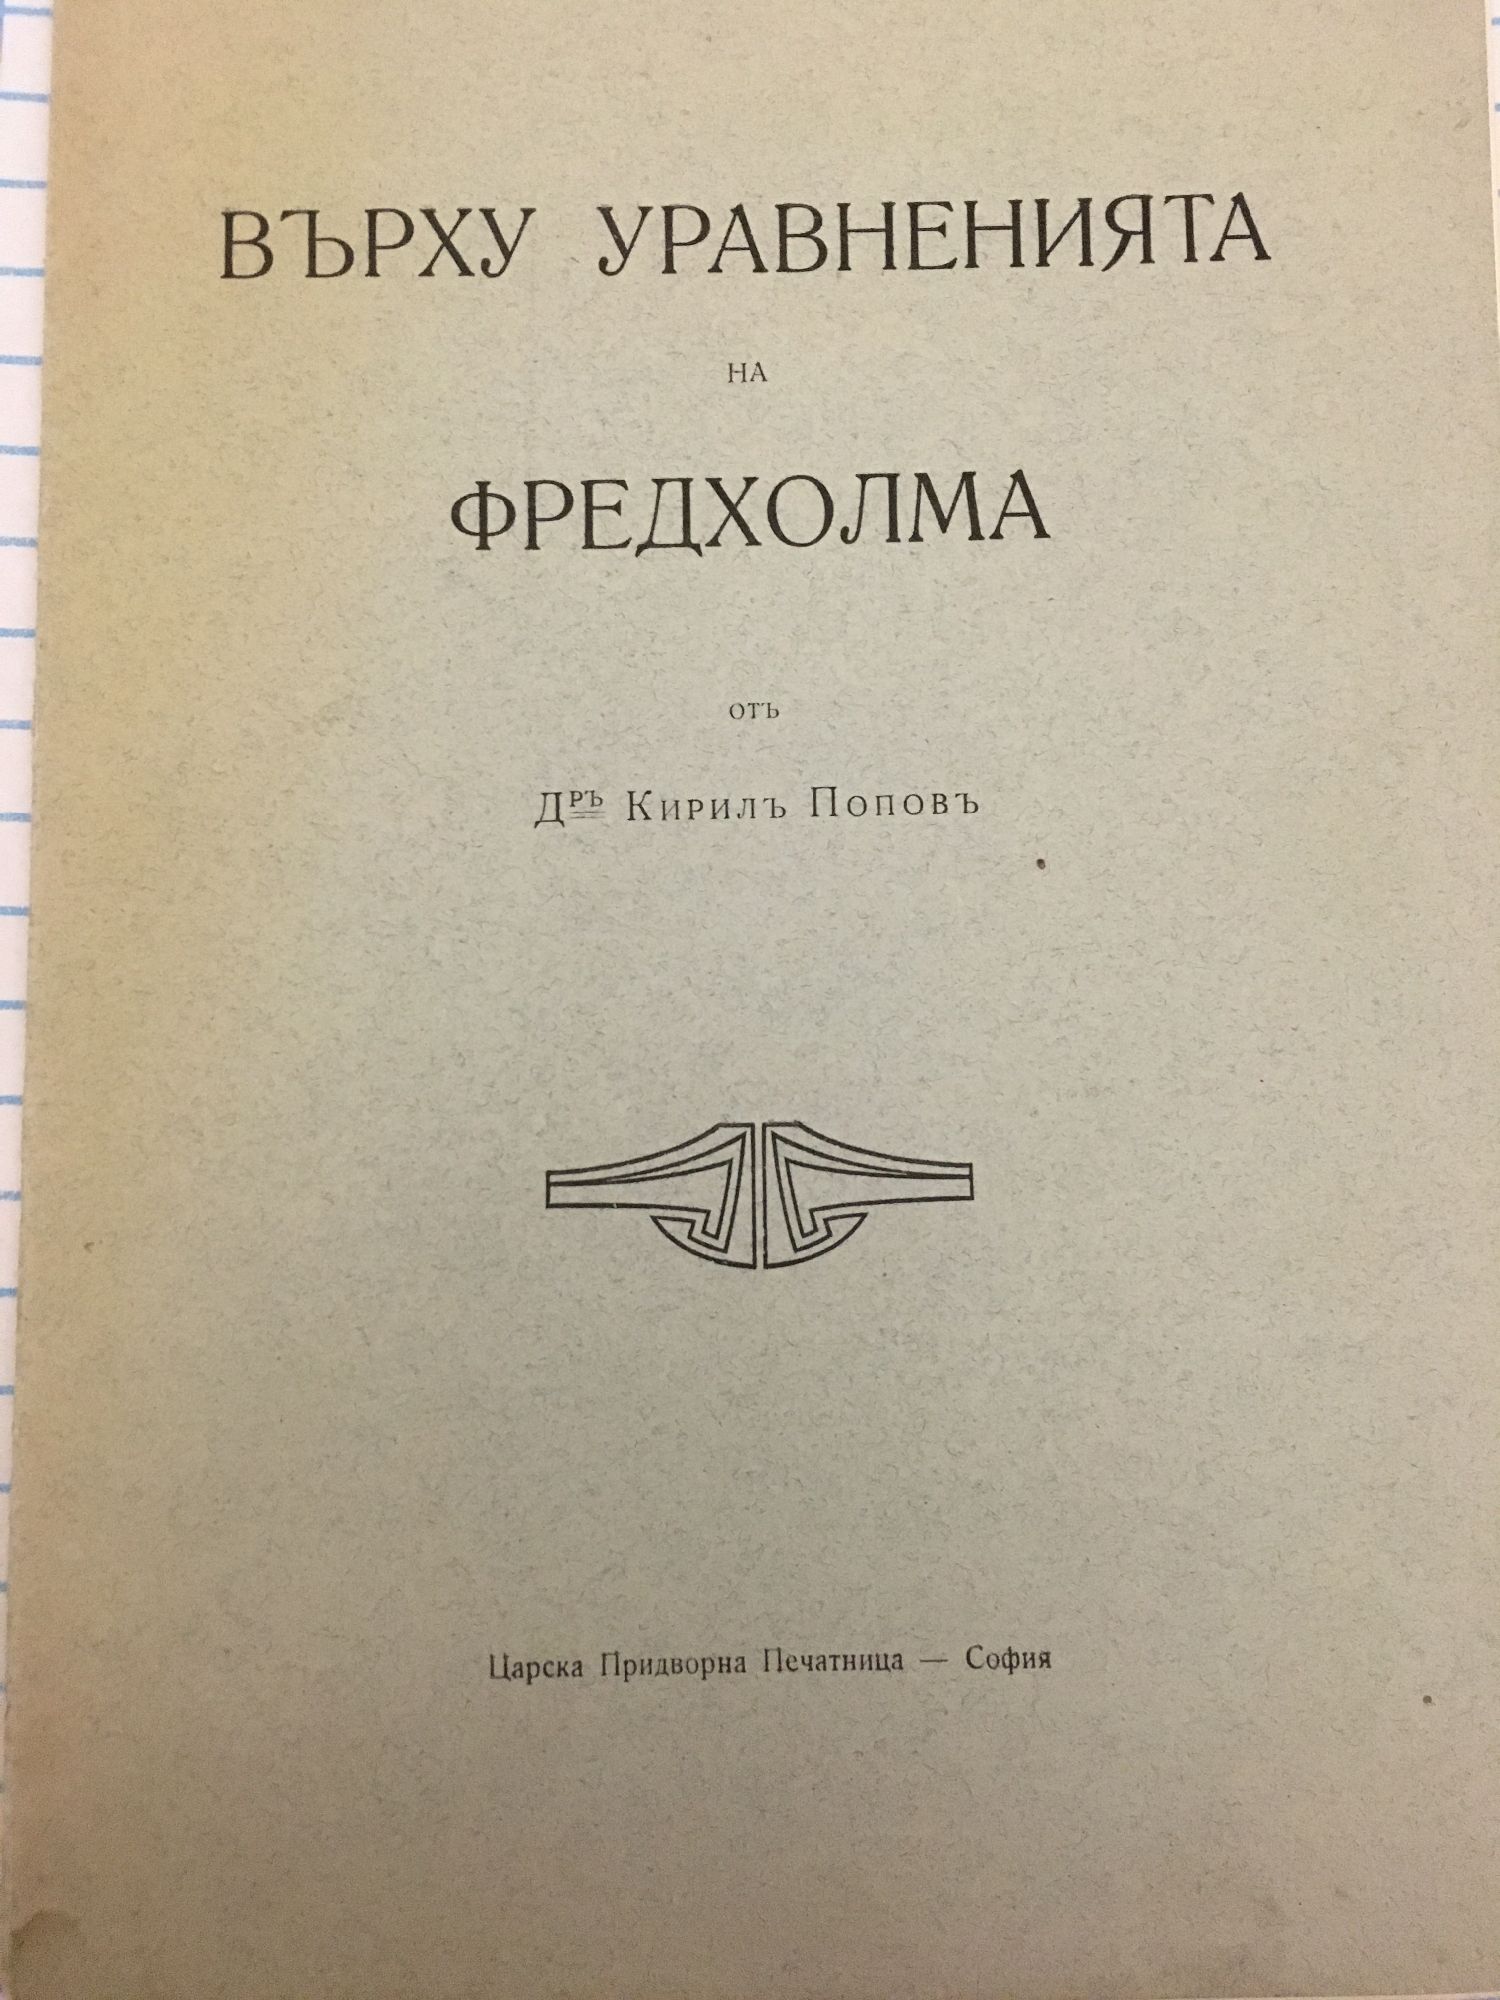 ВЪРХУ УРАВНЕНИЯТА
НА
ФРЕДХОЛМА
ОТЪ
ДРЪ КИРИЛЪ ПОПОВЪ
Царска Придворна Печатница — София